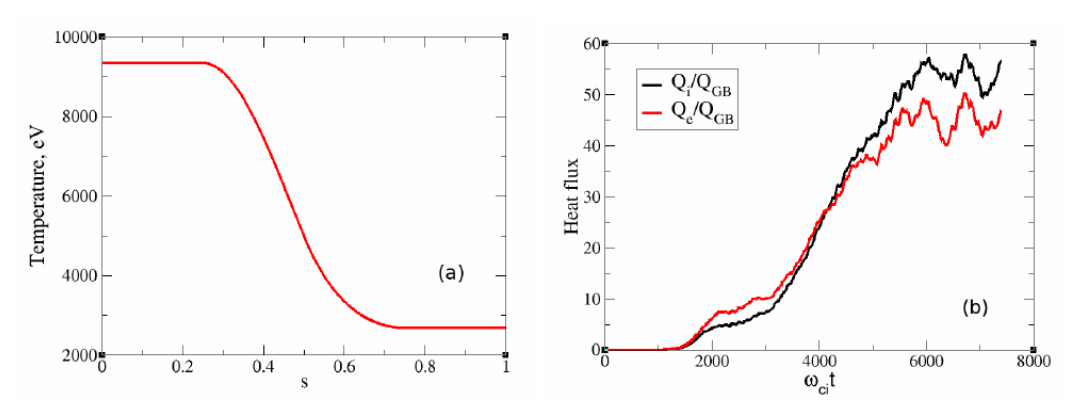 10000
8000
6000
4000
2000
Temperature, eV
0
0.2
0.4
0.6
0.8
1
s
(a)
60
50
40
30
20
10
0
Heat flux
Q_i/Q_GB
Q_e/Q_GB
(b)
0
2000
4000
6000
8000
ω_ci t